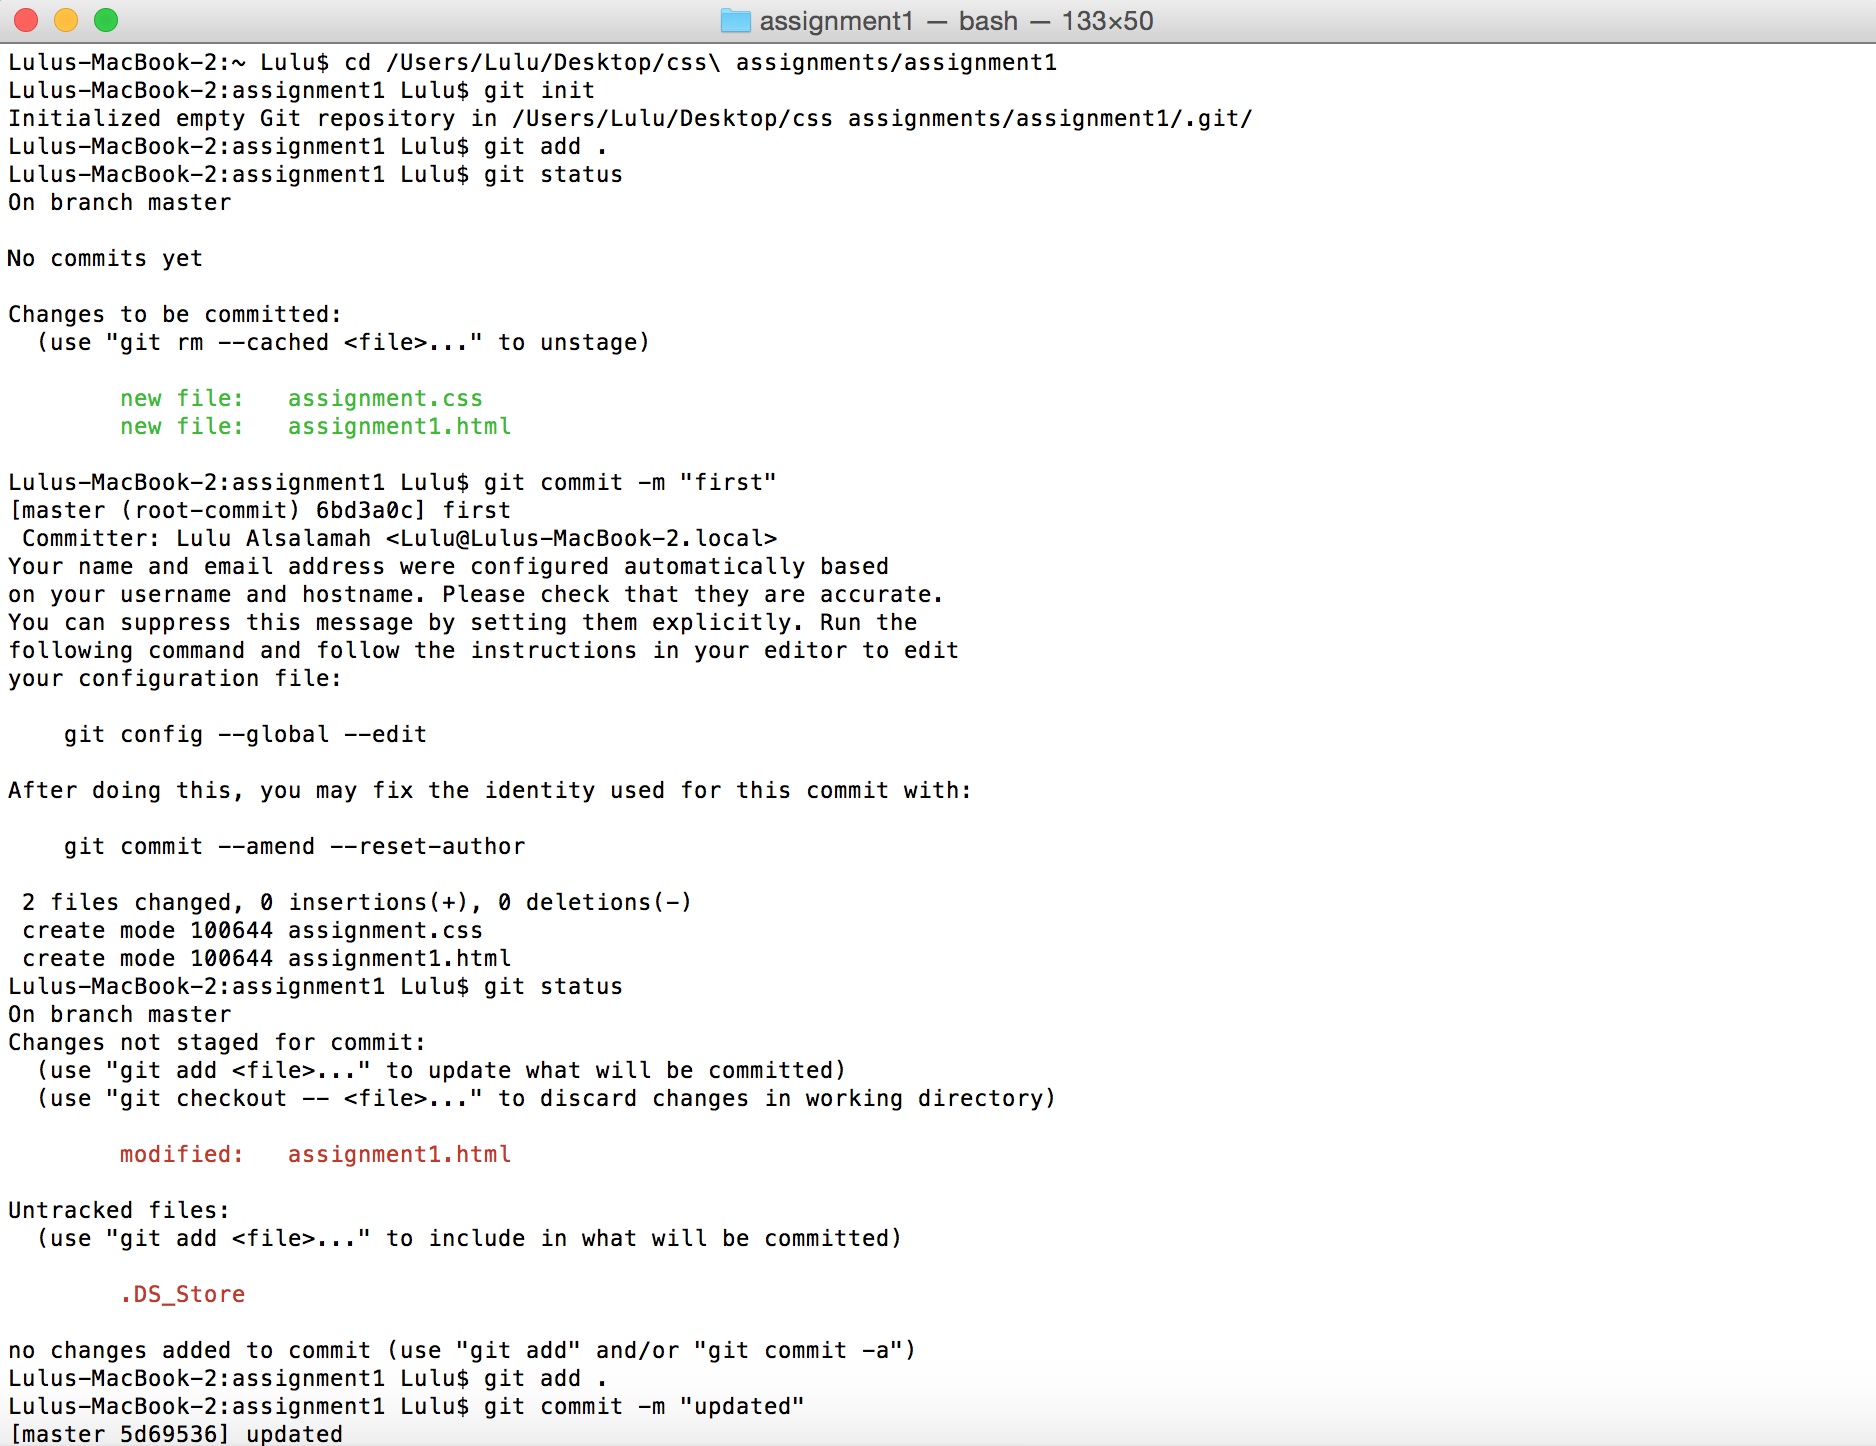 assignment1 — bash — 133×50
Lulus-MacBook-2:~ Lulu$ cd /Users/Lulu/Desktop/css\ assignments/assignment1
Lulus-MacBook-2:assignment1 Lulu$ git init
Initialized empty Git repository in /Users/Lulu/Desktop/css assignments/assignment1/.git/
Lulus-MacBook-2:assignment1 Lulu$ git add .
Lulus-MacBook-2:assignment1 Lulu$ git status
On branch master
No commits yet
Changes to be committed:
  (use "git rm --cached <file>..." to unstage)
        new file:   assignment.css
        new file:   assignment1.html
Lulus-MacBook-2:assignment1 Lulu$ git commit -m "first"
[master (root-commit) 6bd3a0c] first
 Committer: Lulu Alsalamah <Lulu@Lulus-MacBook-2.local>
Your name and email address were configured automatically based
on your username and hostname. Please check that they are accurate.
You can suppress this message by setting them explicitly. Run the
following command and follow the instructions in your editor to edit
your configuration file:
    git config --global --edit
After doing this, you may fix the identity used for this commit with:
    git commit --amend --reset-author
 2 files changed, 0 insertions(+), 0 deletions(-)
 create mode 100644 assignment.css
 create mode 100644 assignment1.html
Lulus-MacBook-2:assignment1 Lulu$ git status
On branch master
Changes not staged for commit:
  (use "git add <file>..." to update what will be committed)
  (use "git checkout -- <file>..." to discard changes in working directory)
        modified:   assignment1.html
Untracked files:
  (use "git add <file>..." to include in what will be committed)
        .DS_Store
no changes added to commit (use "git add" and/or "git commit -a")
Lulus-MacBook-2:assignment1 Lulu$ git add .
Lulus-MacBook-2:assignment1 Lulu$ git commit -m "updated"
[master 5d69536] updated